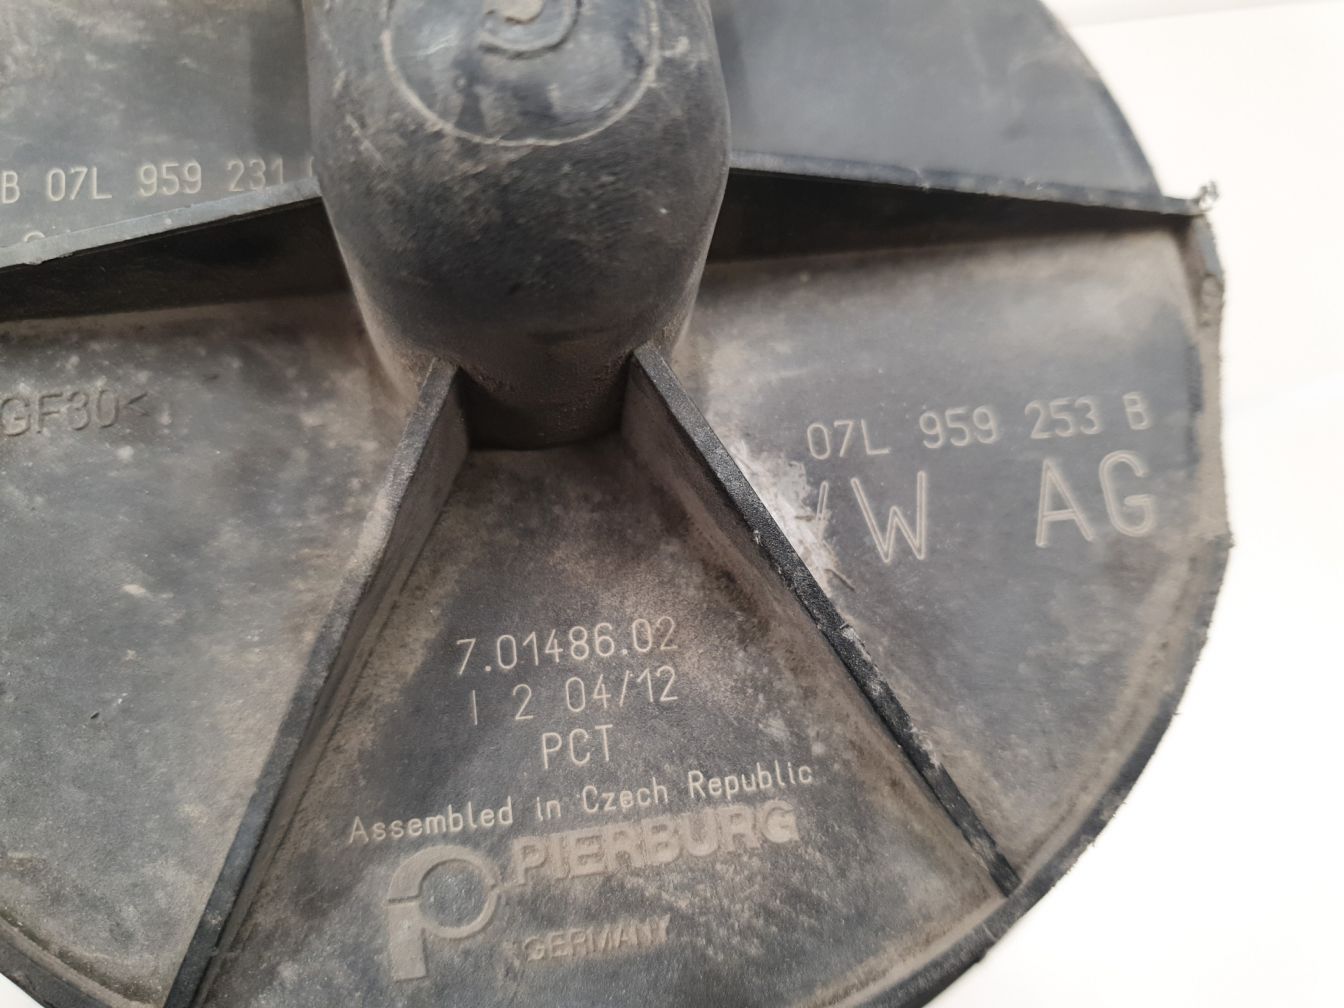 B 07L 959 231
GF30<
07L 959 253 B
VW AG
7.01486.02
I 2 04/12
PCT
Assembled in Czech Republic
PIERBURG
GERMANY